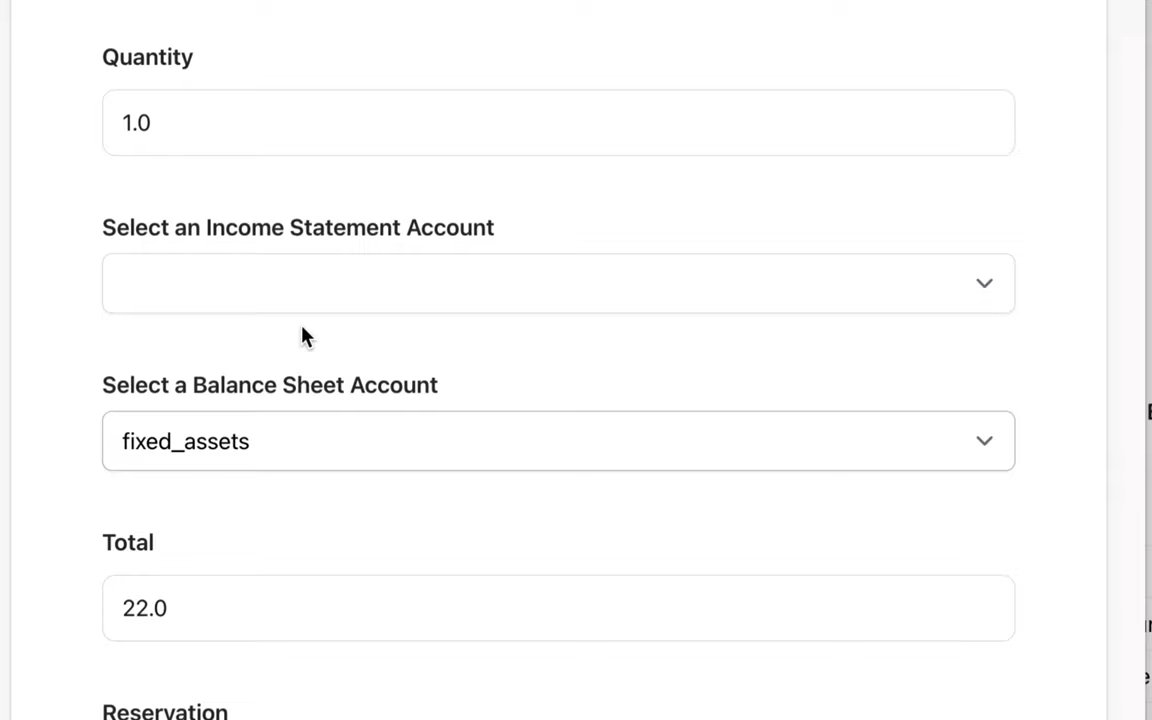 Quantity
1.0
Select an Income Statement Account
Select a Balance Sheet Account
fixed_assets
Total
22.0
Reservation